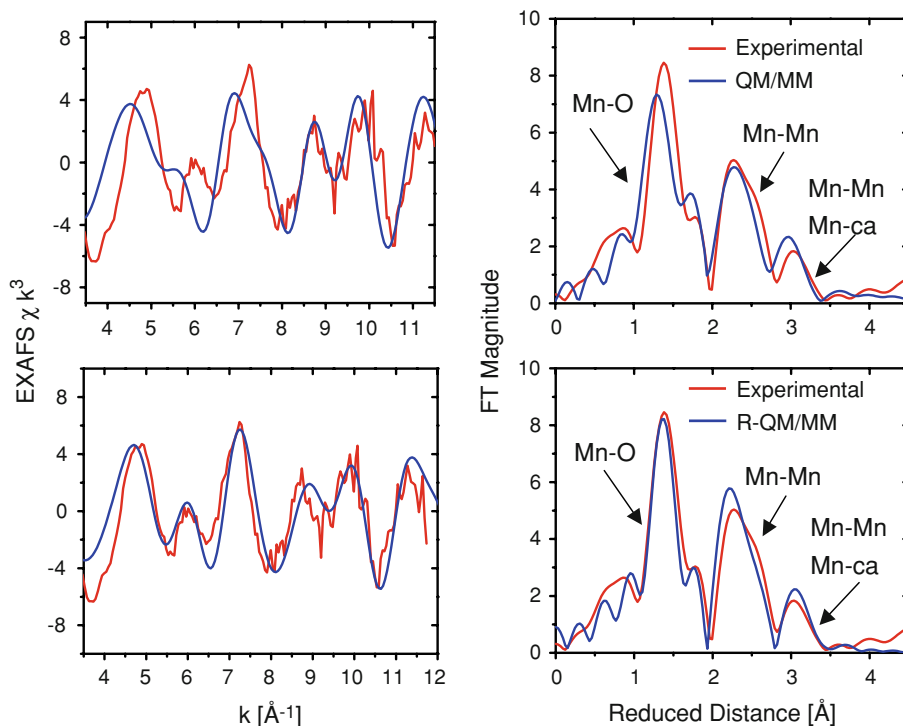 8
4
0
-4
-8
4 5 6 7 8 9 10 11
10
8
6
4
2
0
0 1 2 3 4
Experimental
QM/MM
Mn-O
Mn-Mn
Mn-Mn
Mn-ca
EXAFS χ k³
FT Magnitude
8
4
0
-4
-8
4 5 6 7 8 9 10 11 12
k [Å⁻¹]
10
8
6
4
2
0
0 1 2 3 4
Experimental
R-QM/MM
Mn-O
Mn-Mn
Mn-Mn
Mn-ca
Reduced Distance [Å]